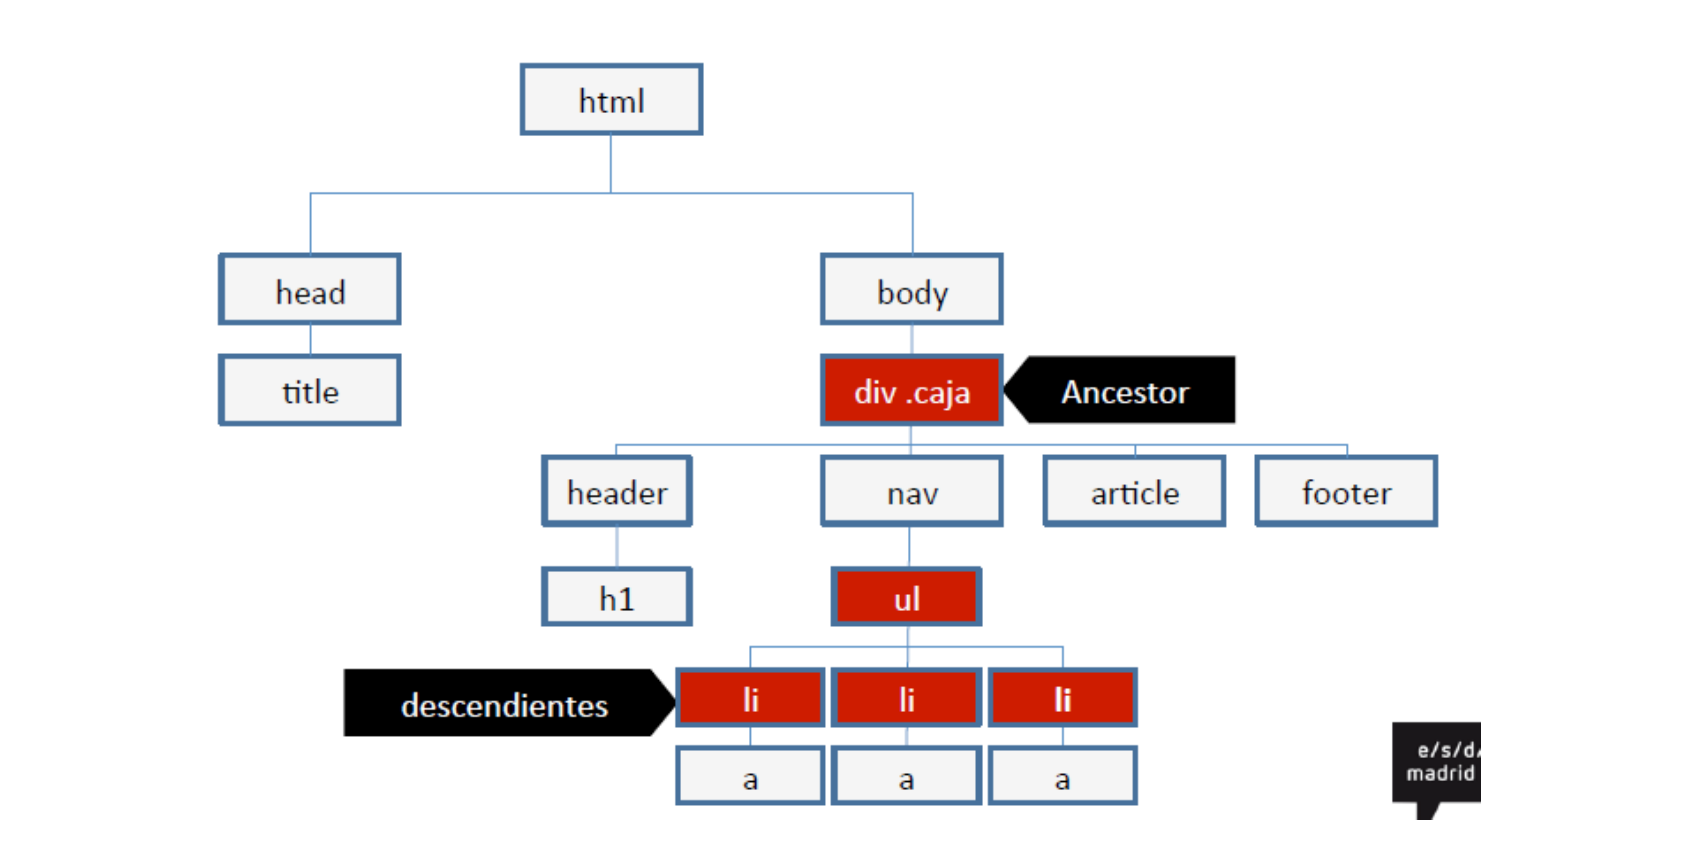 html
head
body
title
div .caja
Ancestor
header
nav
article
footer
h1
ul
descendientes
li
li
li
a
a
a
e/s/d/
madrid